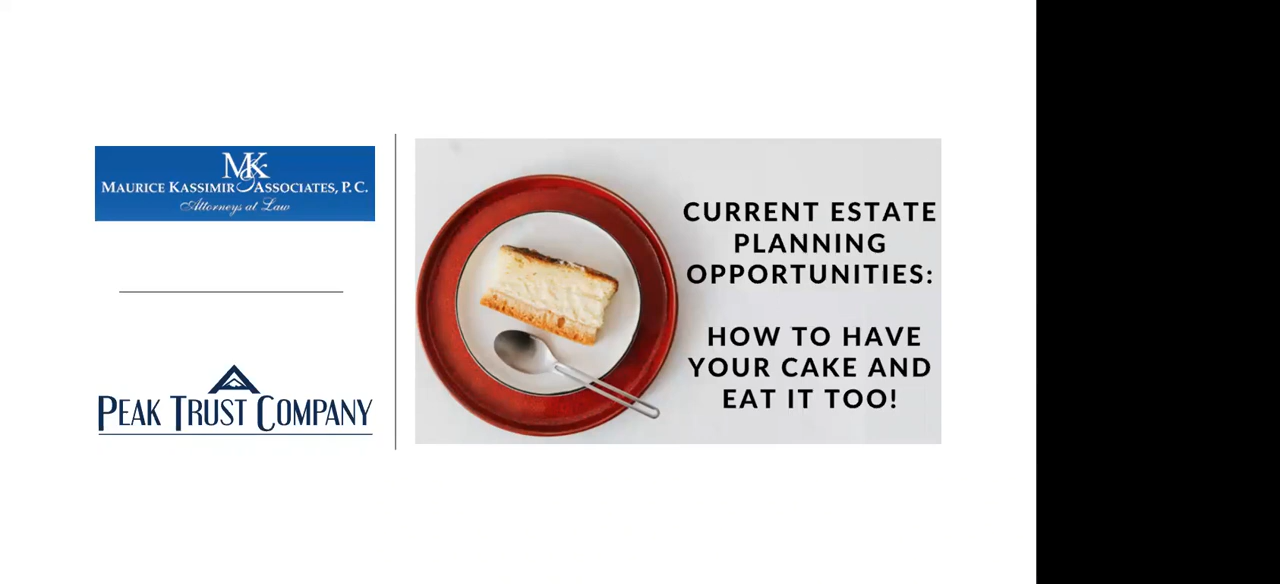 MK
MAURICE KASSIMIR & ASSOCIATES, P.C.
Attorneys at Law
PEAK TRUST COMPANY
CURRENT ESTATE
PLANNING
OPPORTUNITIES:
HOW TO HAVE
YOUR CAKE AND
EAT IT TOO!